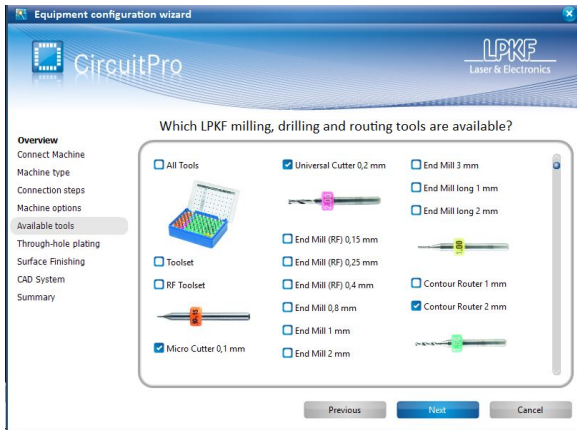 Equipment configuration wizard
CircuitPro
LPKF
Laser & Electronics
Which LPKF milling, drilling and routing tools are available?
Overview
Connect Machine
Machine type
Connection steps
Machine options
Available tools
Through-hole plating
Surface Finishing
CAD System
Summary
All Tools
Toolset
RF Toolset
Micro Cutter 0,1 mm
Universal Cutter 0,2 mm
End Mill (RF) 0,15 mm
End Mill (RF) 0,25 mm
End Mill (RF) 0,4 mm
End Mill 0,8 mm
End Mill 1 mm
End Mill 2 mm
End Mill 3 mm
End Mill long 1 mm
End Mill long 2 mm
1,00
Contour Router 1 mm
Contour Router 2 mm
Previous
Next
Cancel